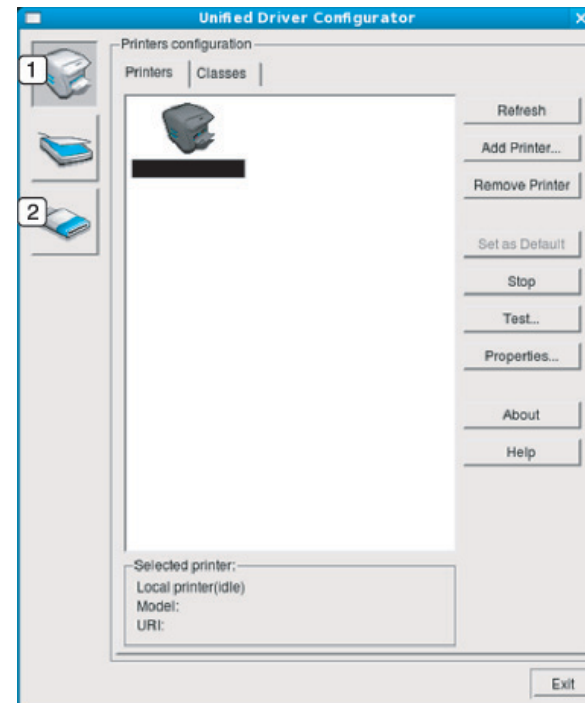 Unified Driver Configurator
1
2
Printers configuration
Printers Classes
Refresh
Add Printer...
Remove Printer
Set as Default
Stop
Test...
Properties...
About
Help
Selected printer:
Local printer(idle)
Model:
URI:
Exit